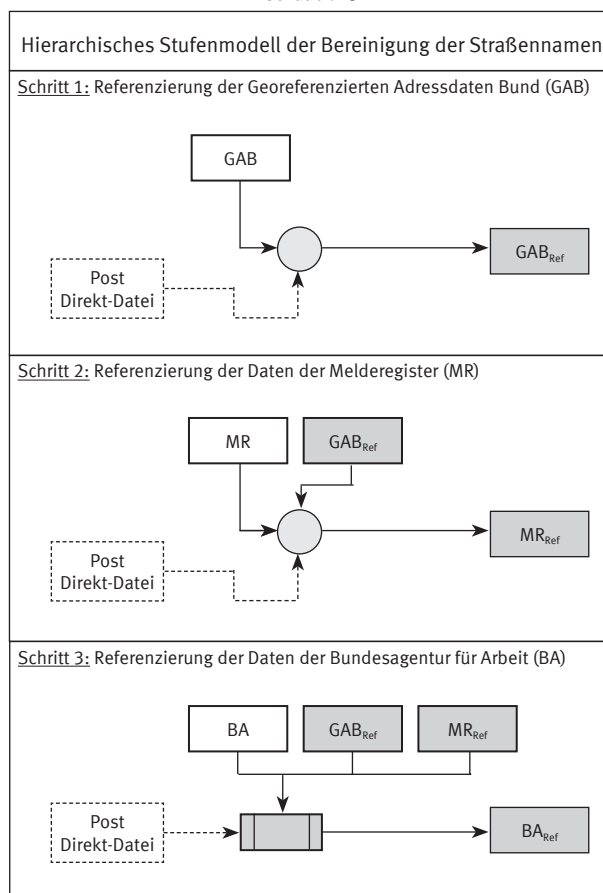 Hierarchisches Stufenmodell der Bereinigung der Straßennamen
Schritt 1: Referenzierung der Georeferenzierten Adressdaten Bund (GAB)
GAB
GABRef
Post
Direkt-Datei
Schritt 2: Referenzierung der Daten der Melderegister (MR)
MR
GABRef
MRRef
Post
Direkt-Datei
Schritt 3: Referenzierung der Daten der Bundesagentur für Arbeit (BA)
BA
GABRef
MRRef
Post
Direkt-Datei
BARef